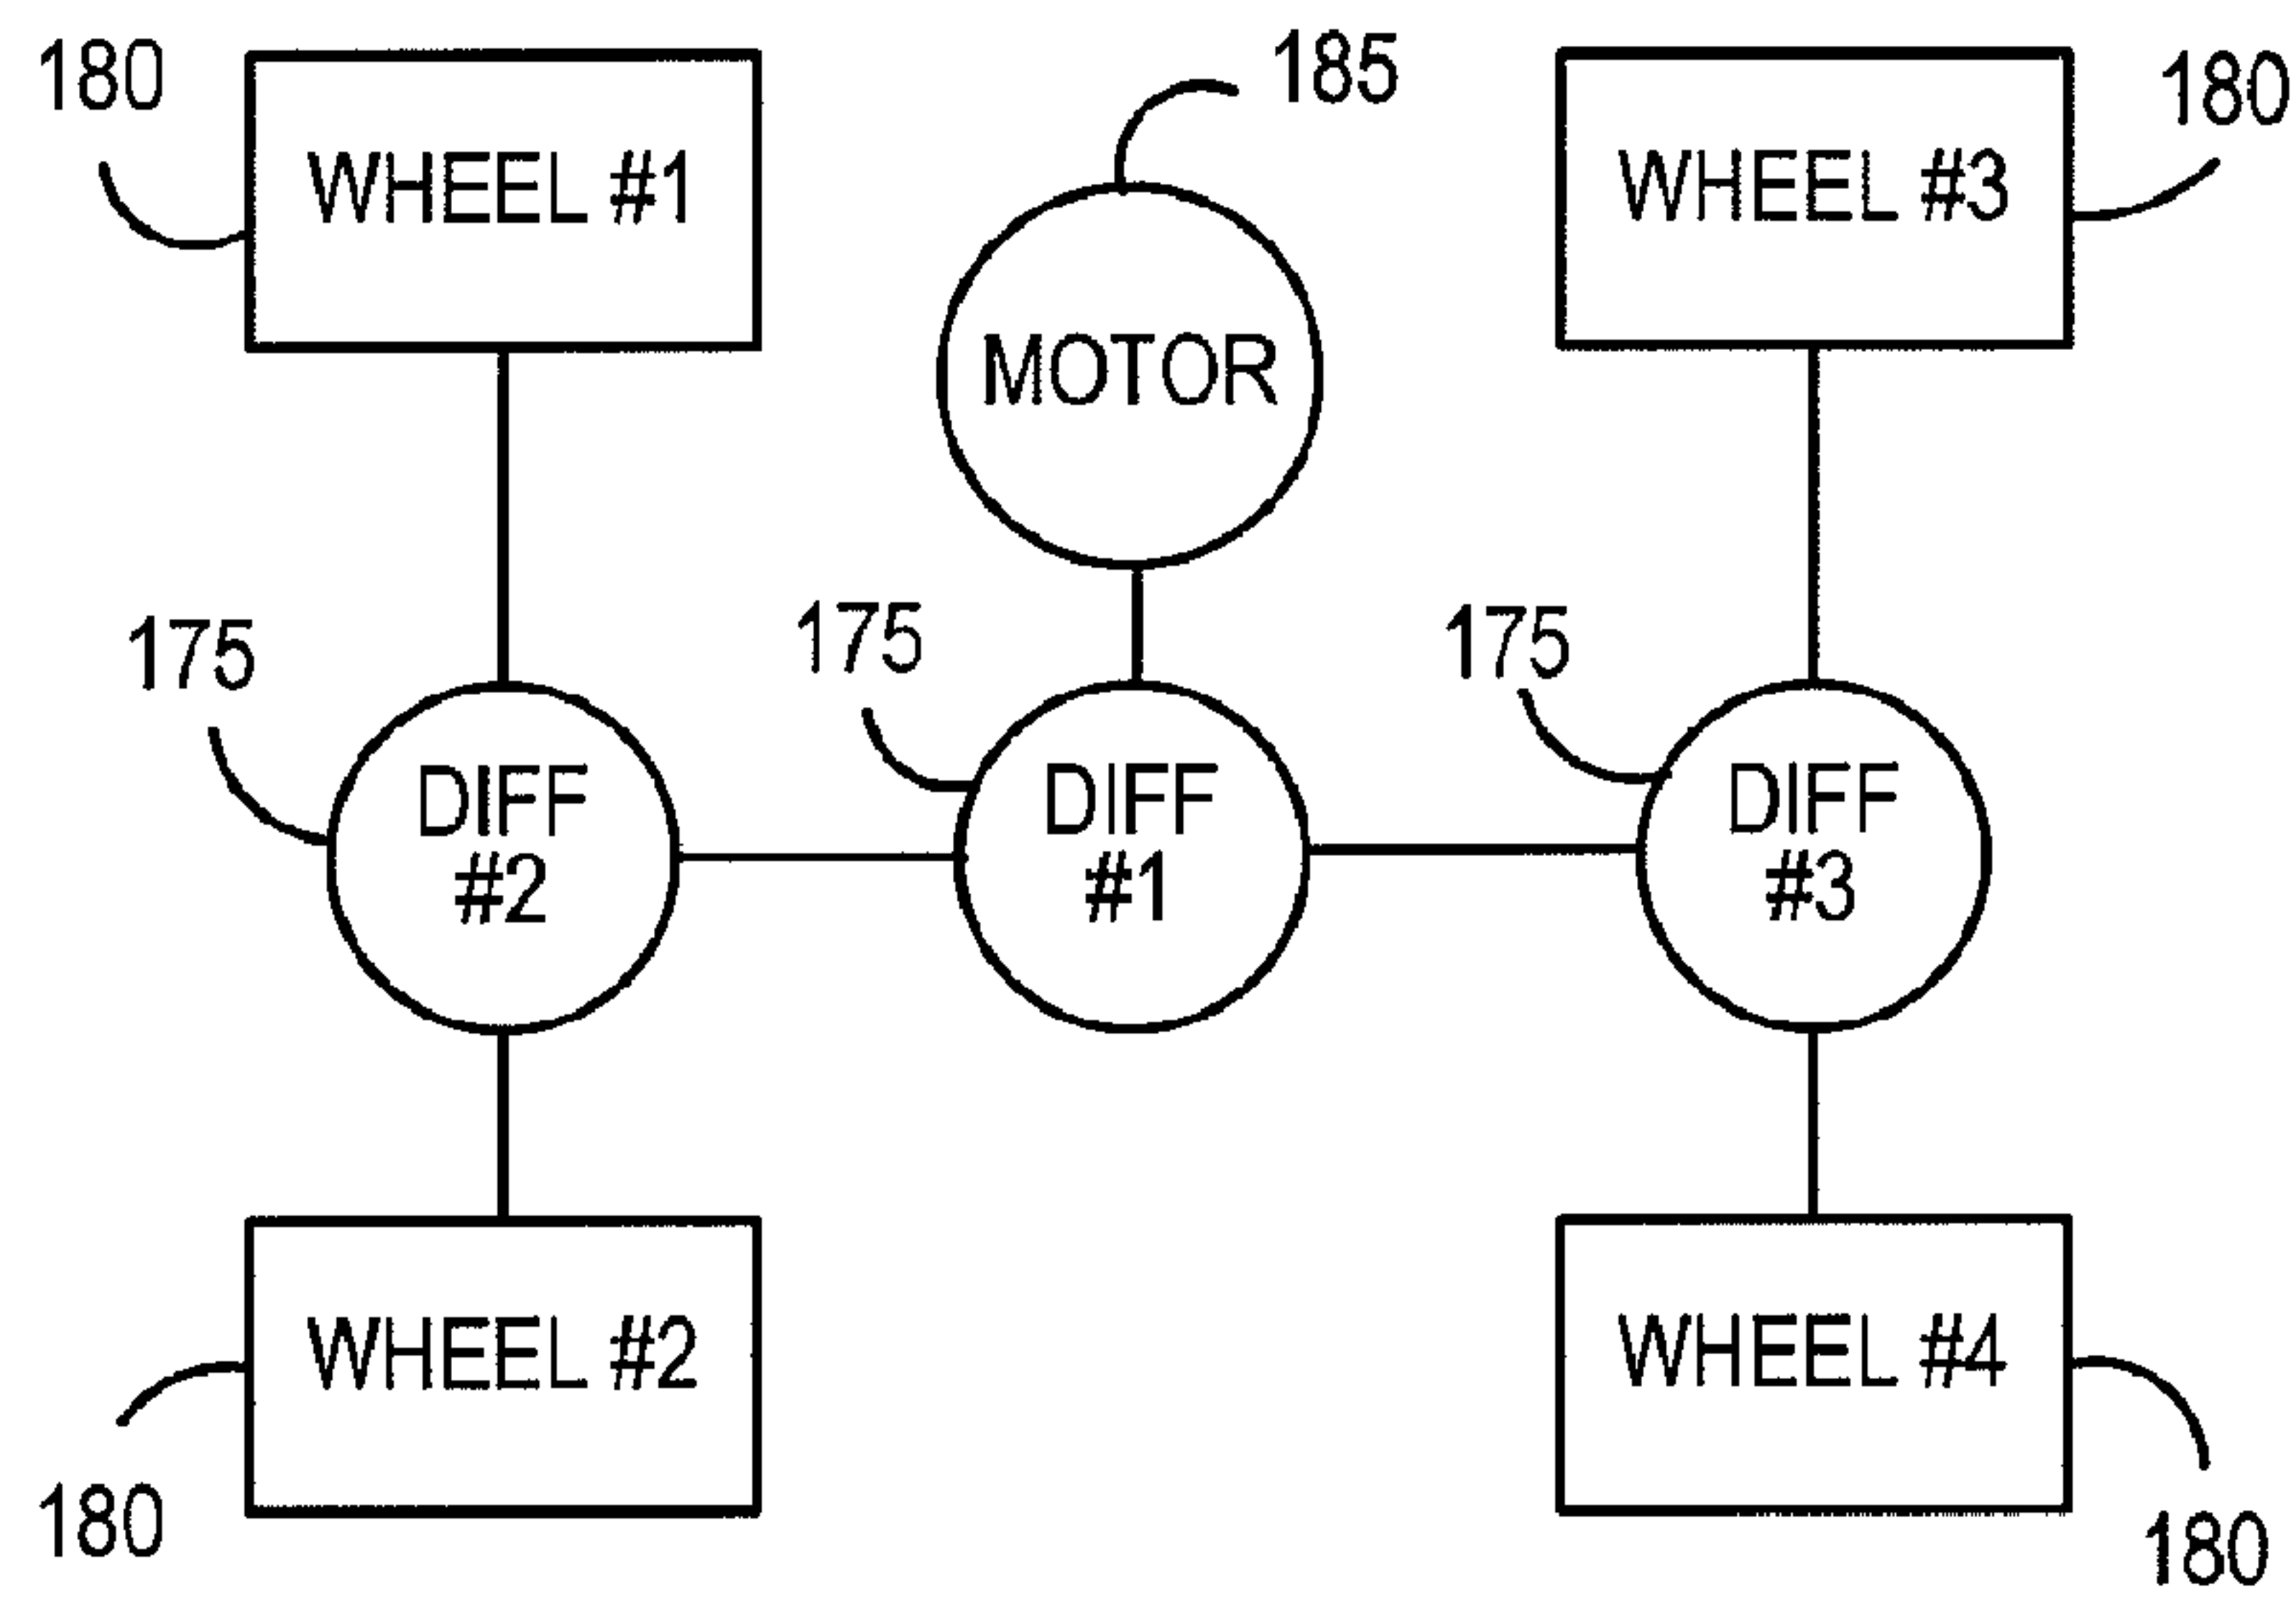 180
WHEEL #1
185
MOTOR
180
WHEEL #3
175
DIFF
#2
175
DIFF
#1
175
DIFF
#3
WHEEL #2
180
WHEEL #4
180